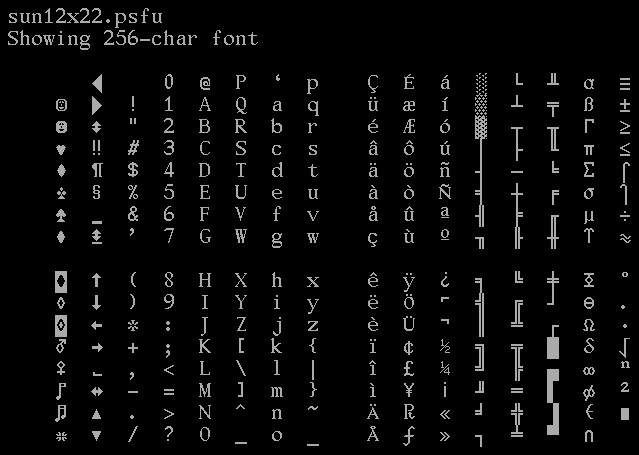 sun12x22.psfu
Showing 256-char font
◀ 0 @ P ‘ p Ç É á ░ └ ╨ α ≡
☺ ▶ ! 1 A Q a q ü æ í ▒ ┴ ╤ ß ±
☻ ↕ " 2 B R b r é Æ ó ▓ ┬ ╥ Γ ≥
♥ ‼ # 3 C S c s â ô ú │ ├ ╙ π ≤
♦ ¶ $ 4 D T d t ä ö ñ ┤ ─ ╘ Σ ⌠
♣ § % 5 E U e u à ò Ñ ╡ ┼ ╒ σ ⌡
♠ _ & 6 F V f v å û ª ╢ ╞ ╓ µ ÷
♦ ↨ ' 7 G W g w ç ù º ╖ ╟ ╫ τ ≈
◘ ↑ ( 8 H X h x ê ÿ ¿ ╕ ╚ ╪ Φ °
◊ ↓ ) 9 I Y i y ë Ö ⌐ ╣ ╔ ┘ Θ ∙
◙ ← * : J Z j z è Ü ¬ ║ ╩ ┌ Ω ·
♂ → + ; K [ k { ï ¢ ½ ╗ ╦ █ δ √
♀ ∟ , < L \ l | î £ ¼ ╝ ╠ ▄ ∞ ⁿ
♪ ↔ - = M ] m } ì ¥ ¡ ╜ ═ ▌ φ ²
♫ ▲ . > N ^ n ~ Ä R « ╛ ╬ ▐ € ■
☼ ▼ / ? O _ o _ Å ƒ » ┐ ╧ ▀ ∩